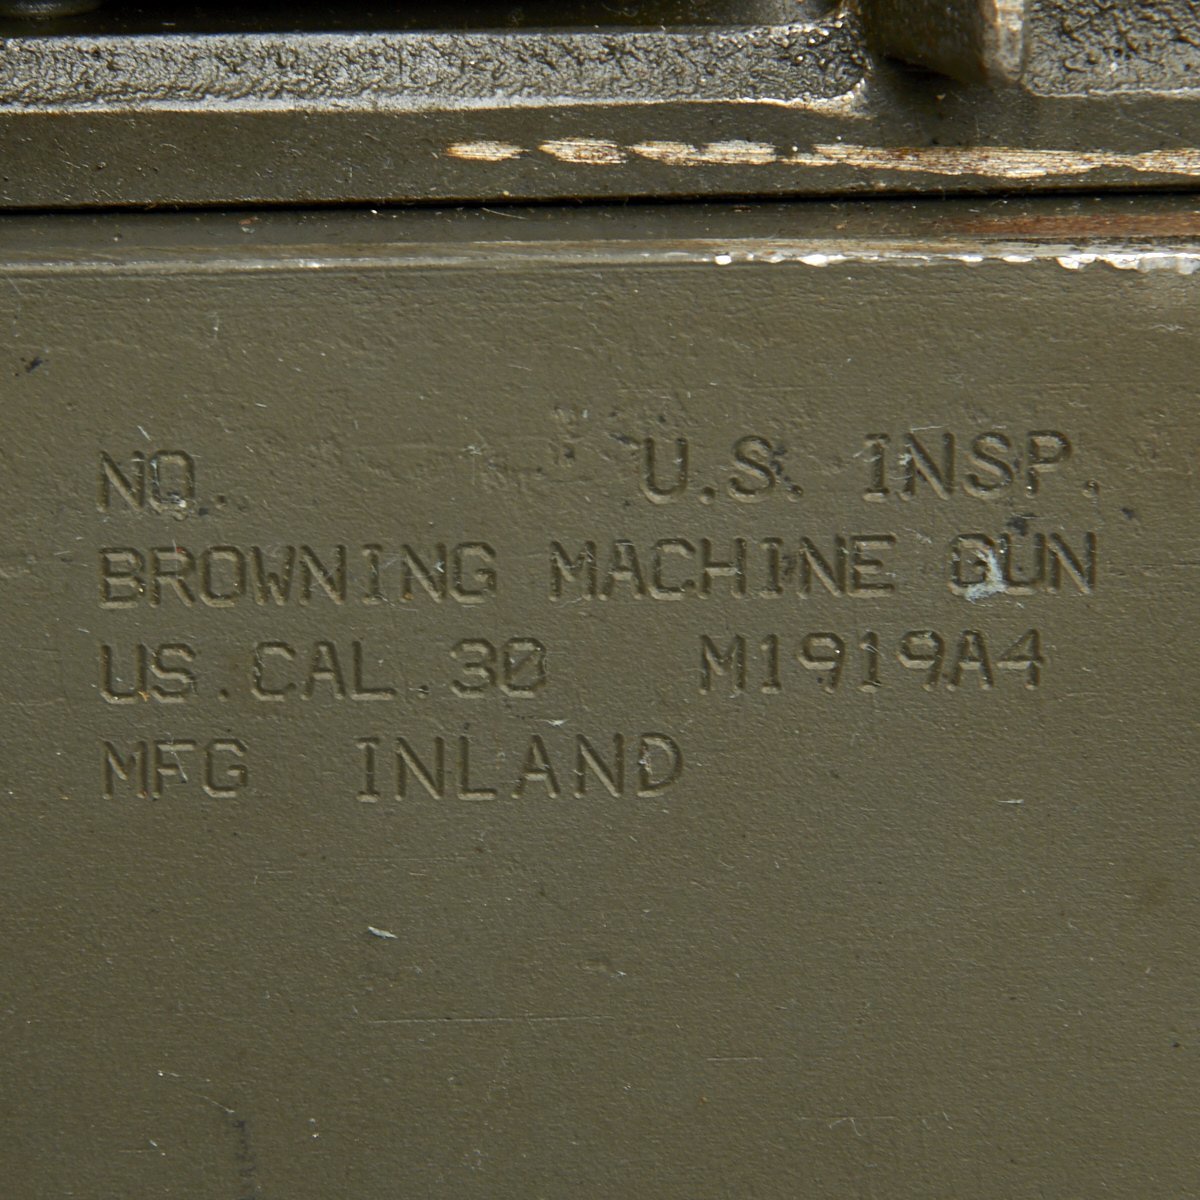 NO. U.S. INSP.
BROWNING MACHINE GUN
US.CAL.30 M1919A4
MFG INLAND